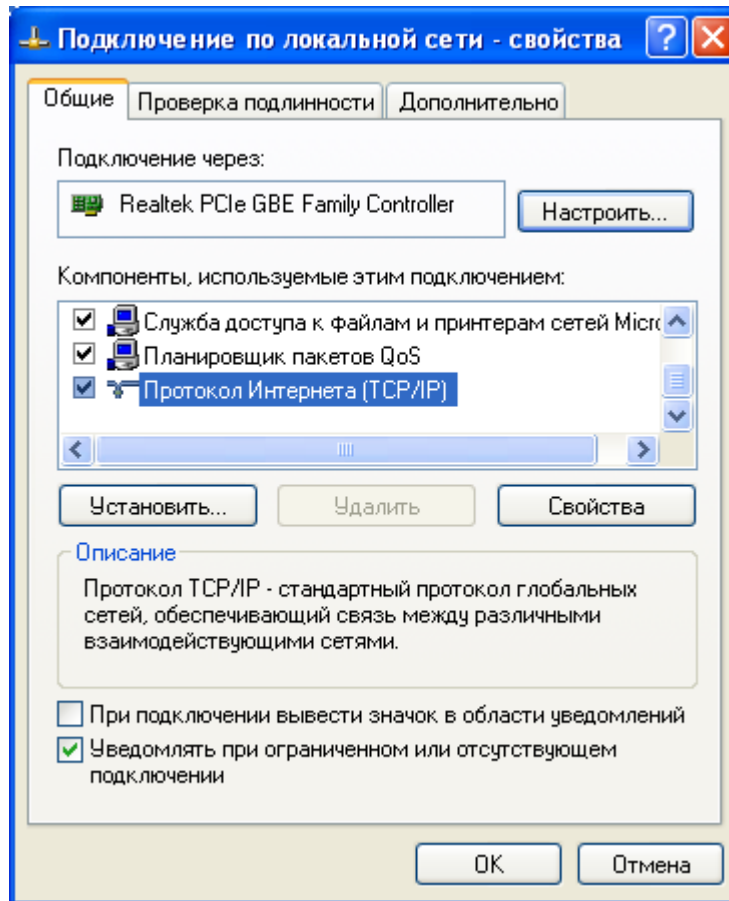 Подключение по локальной сети - свойства
Общие Проверка подлинности Дополнительно
Подключение через:
Realtek PCIe GBE Family Controller Настроить...
Компоненты, используемые этим подключением:
Служба доступа к файлам и принтерам сетей Micro
Планировщик пакетов QoS
Протокол Интернета (TCP/IP)
Установить... Удалить Свойства
Описание
Протокол TCP/IP - стандартный протокол глобальных
сетей, обеспечивающий связь между различными
взаимодействующими сетями.
При подключении вывести значок в области уведомлений
Уведомлять при ограниченном или отсутствующем
подключении
ОК Отмена